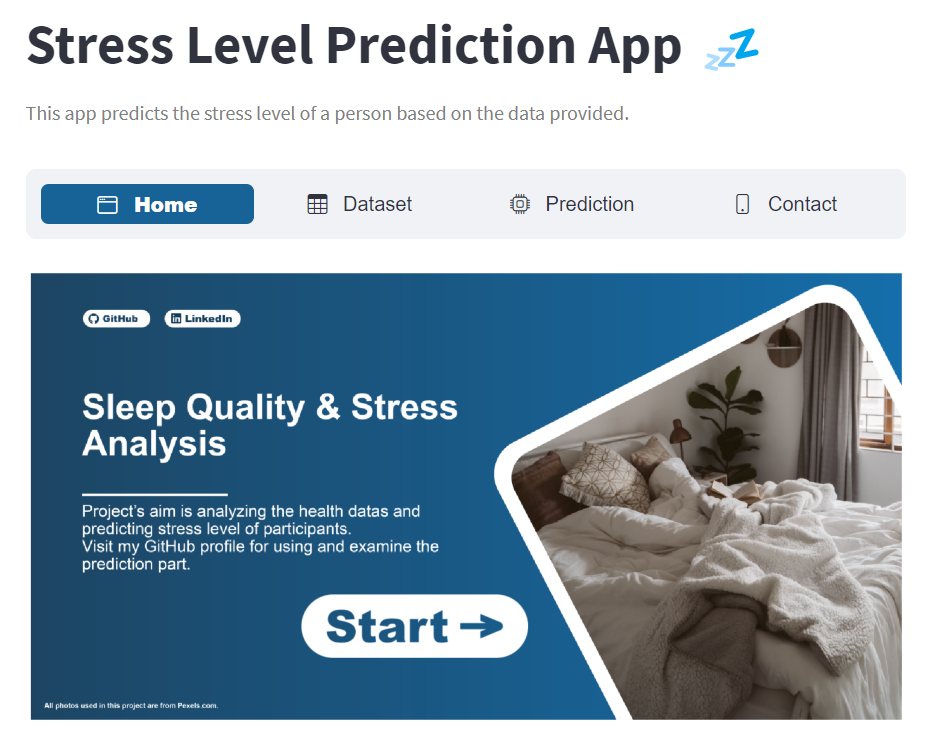 Stress Level Prediction App
This app predicts the stress level of a person based on the data provided.
Home Dataset Prediction Contact
GitHub LinkedIn
Sleep Quality & Stress
Analysis
Project's aim is analyzing the health datas and
predicting stress level of participants.
Visit my GitHub profile for using and examine the
prediction part.
Start
All photos used in this project are from Pexels.com.